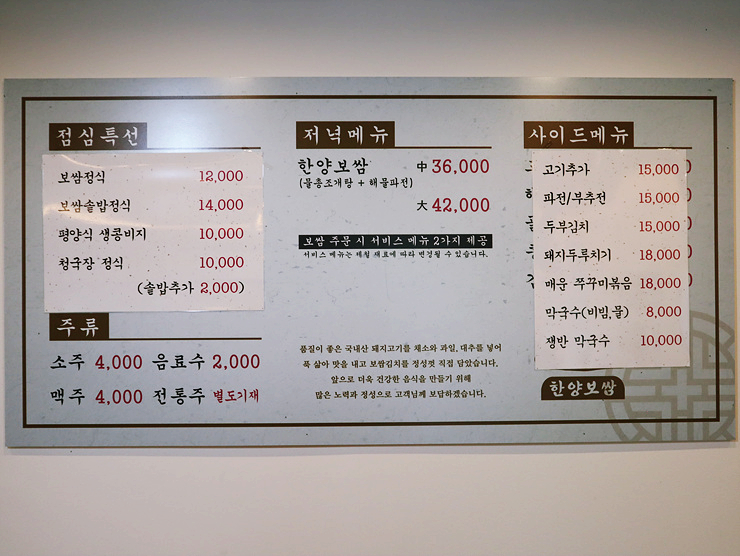 점심특선
보쌈정식 12,000
보쌈솥밥정식 14,000
평양식 생콩비지 10,000
청국장 정식 10,000
(솥밥추가 2,000)
주류
소주 4,000 음료수 2,000
맥주 4,000 전통주 별도기재
저녁메뉴
한양보쌈 中 36,000
(물총조개탕 + 해물파전)
大 42,000
보쌈 주문시 서비스 메뉴 2가지 제공
서비스 메뉴는 제철 재료에 따라 변경될 수 있습니다.
품질이 좋은 국내산 돼지고기를 채소와 과일, 대추를 넣어
푹 삶아 맛을 내고 보쌈김치를 정성껏 직접 담았습니다.
앞으로 더욱 건강한 음식을 만들기 위해
많은 노력과 정성으로 고객님께 보답하겠습니다.
사이드메뉴
고기추가 15,000
파전/부추전 15,000
두부김치 15,000
돼지두루치기 18,000
매운 쭈꾸미볶음 18,000
막국수(비빔,물) 8,000
쟁반 막국수 10,000
한양보쌈